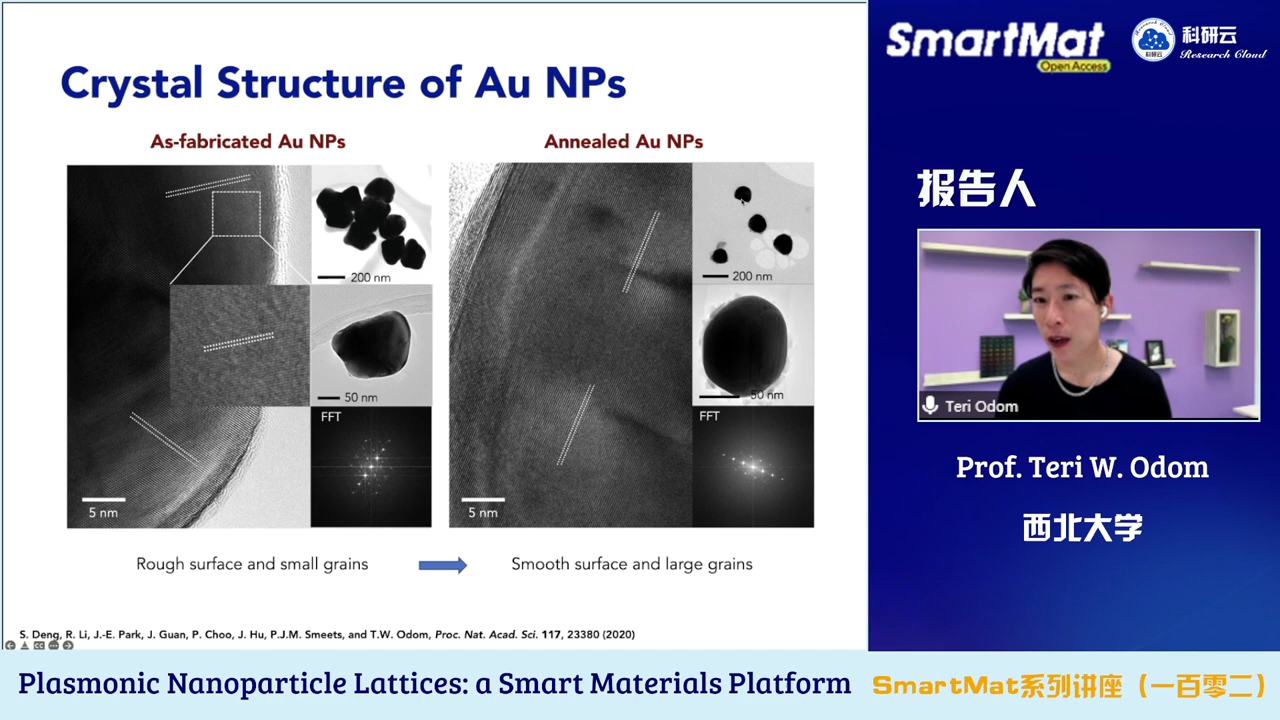 Crystal Structure of Au NPs
As-fabricated Au NPs
Annealed Au NPs
200 nm
50 nm
FFT
5 nm
200 nm
50 nm
FFT
5 nm
Rough surface and small grains
Smooth surface and large grains
S. Deng, R. Li, J.-E. Park, J. Guan, P. Choo, J. Hu, P.J.M. Smeets, and T.W. Odom, Proc. Nat. Acad. Sci. 117, 23380 (2020)
SmartMat
Open Access
科研云
Research Cloud
报告人
Teri Odom
Prof. Teri W. Odom
西北大学
Plasmonic Nanoparticle Lattices: a Smart Materials Platform
SmartMat系列讲座（一百零二）